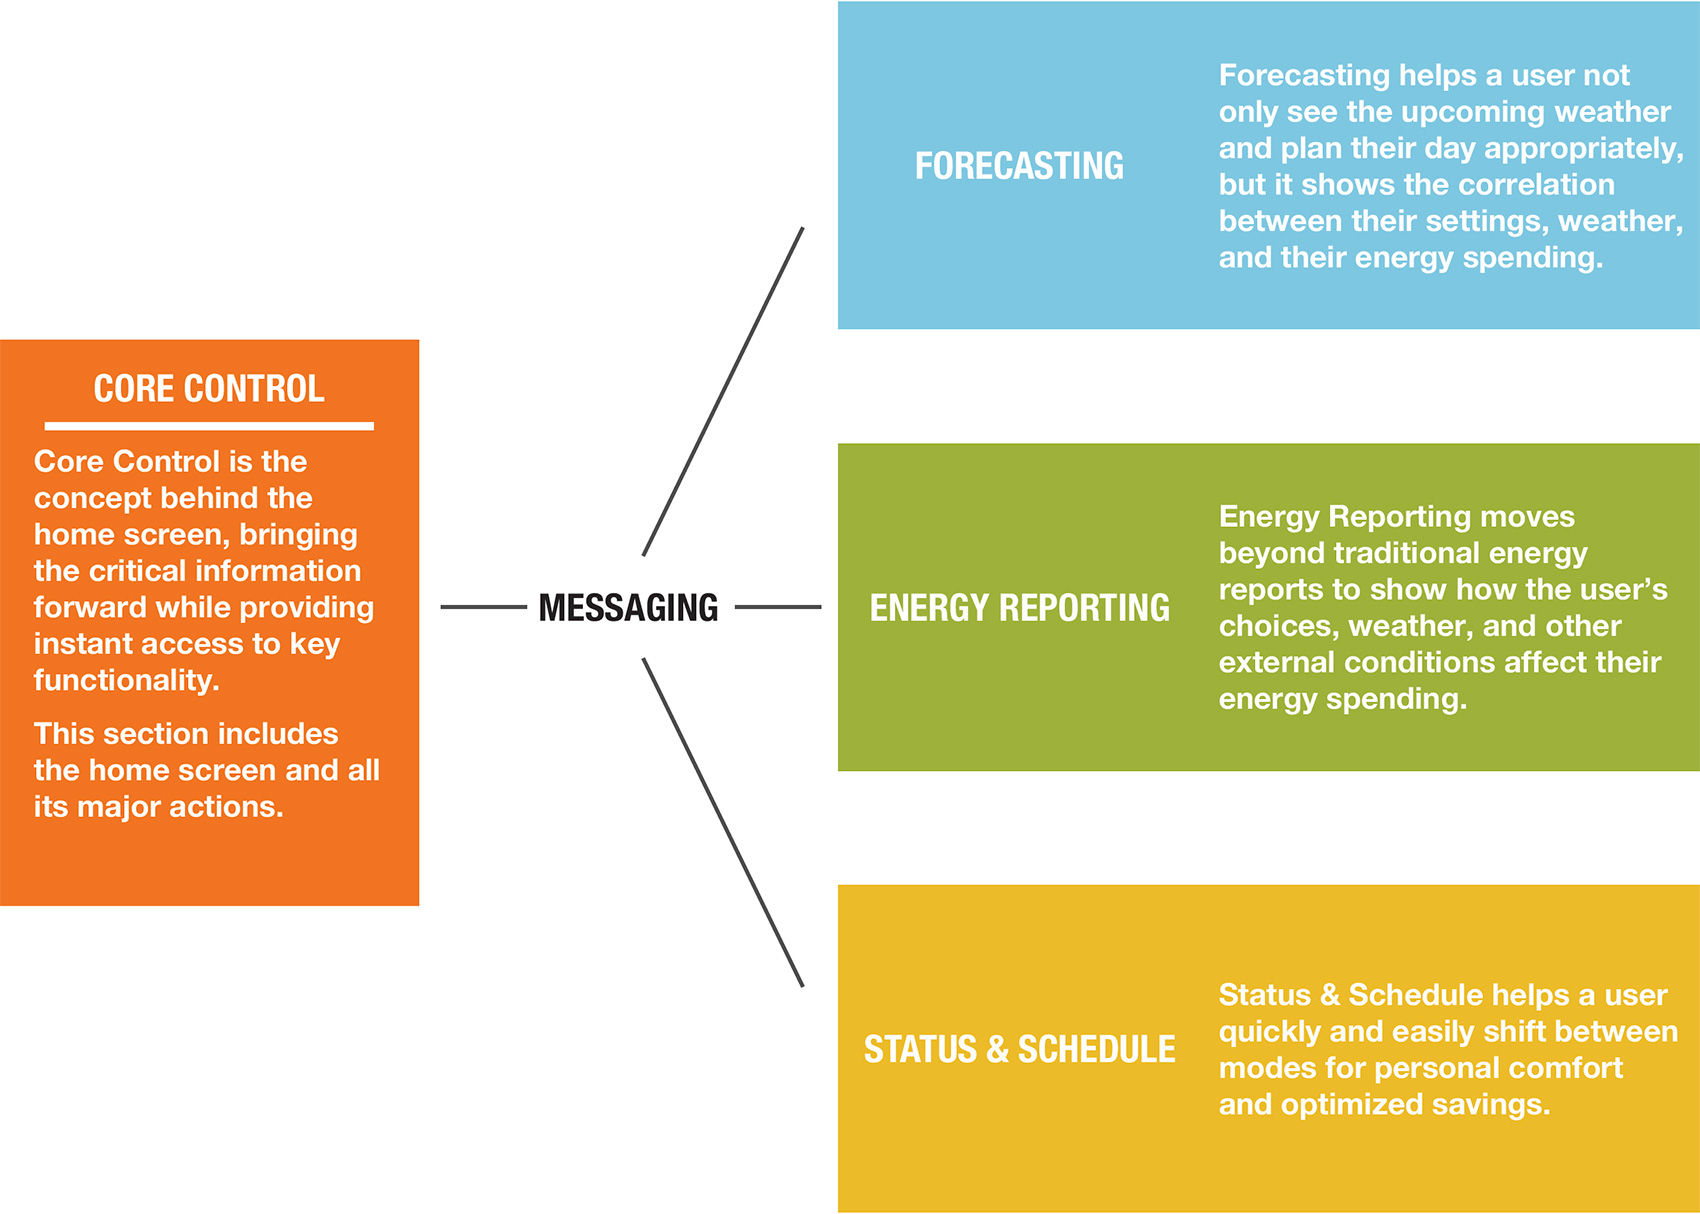 CORE CONTROL
Core Control is the
concept behind the
home screen, bringing
the critical information
forward while providing
instant access to key
functionality.
This section includes
the home screen and all
its major actions.
MESSAGING
FORECASTING
Forecasting helps a user not
only see the upcoming weather
and plan their day appropriately,
but it shows the correlation
between their settings, weather,
and their energy spending.
ENERGY REPORTING
Energy Reporting moves
beyond traditional energy
reports to show how the user’s
choices, weather, and other
external conditions affect their
energy spending.
STATUS & SCHEDULE
Status & Schedule helps a user
quickly and easily shift between
modes for personal comfort
and optimized savings.